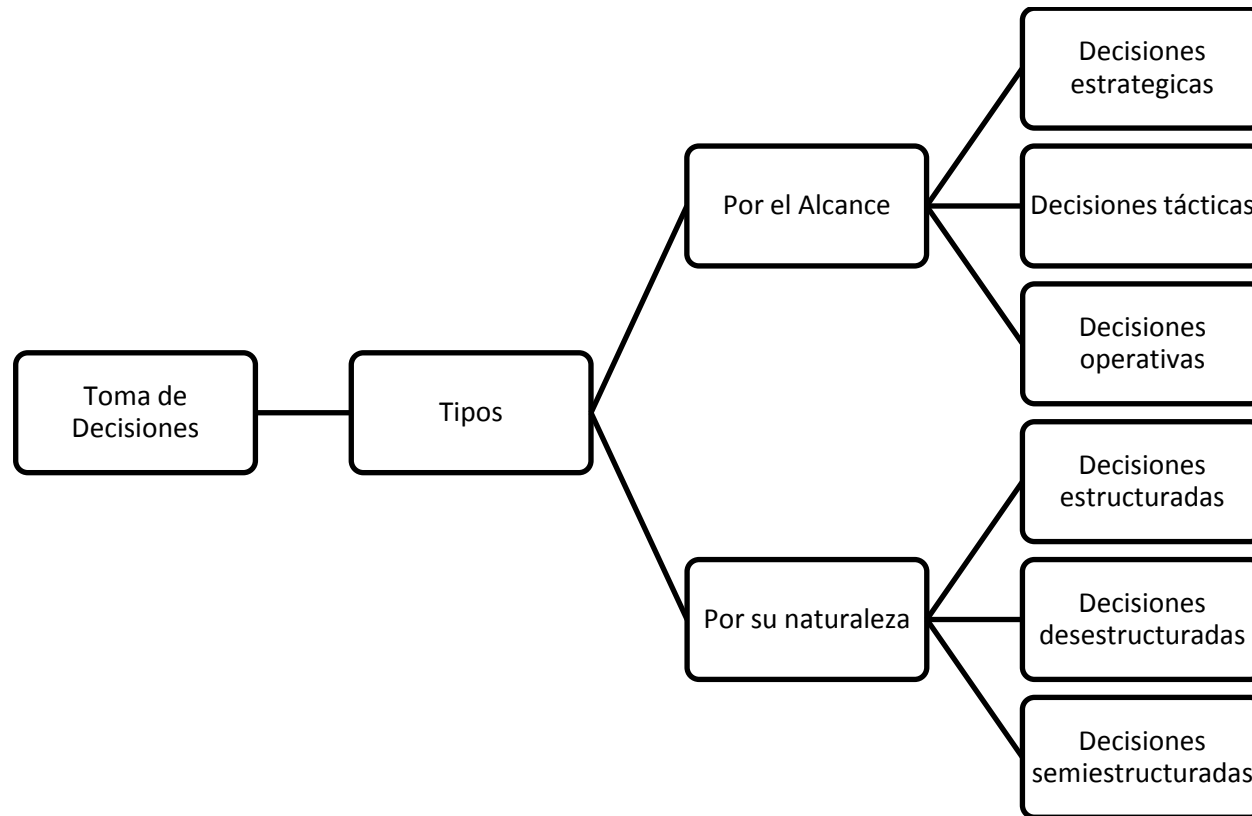 Toma de
Decisiones
Tipos
Por el Alcance
Decisiones
estrategicas
Decisiones tácticas
Decisiones
operativas
Por su naturaleza
Decisiones
estructuradas
Decisiones
desestructuradas
Decisiones
semiestructuradas